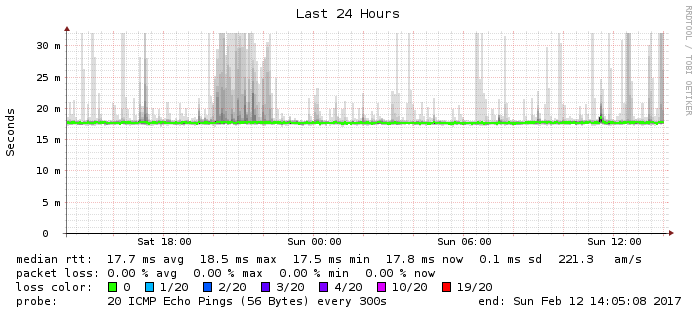 Last 24 Hours
RRDTOOL / TOBI OETIKER
Seconds
30 m
25 m
20 m
15 m
10 m
5 m
0
Sat 18:00 Sun 00:00 Sun 06:00 Sun 12:00
median rtt: 17.7 ms avg 18.5 ms max 17.5 ms min 17.8 ms now 0.1 ms sd 221.3 am/s
packet loss: 0.00 % avg 0.00 % max 0.00 % min 0.00 % now
loss color: 0 1/20 2/20 3/20 4/20 10/20 19/20
probe: 20 ICMP Echo Pings (56 Bytes) every 300s end: Sun Feb 12 14:05:08 2017